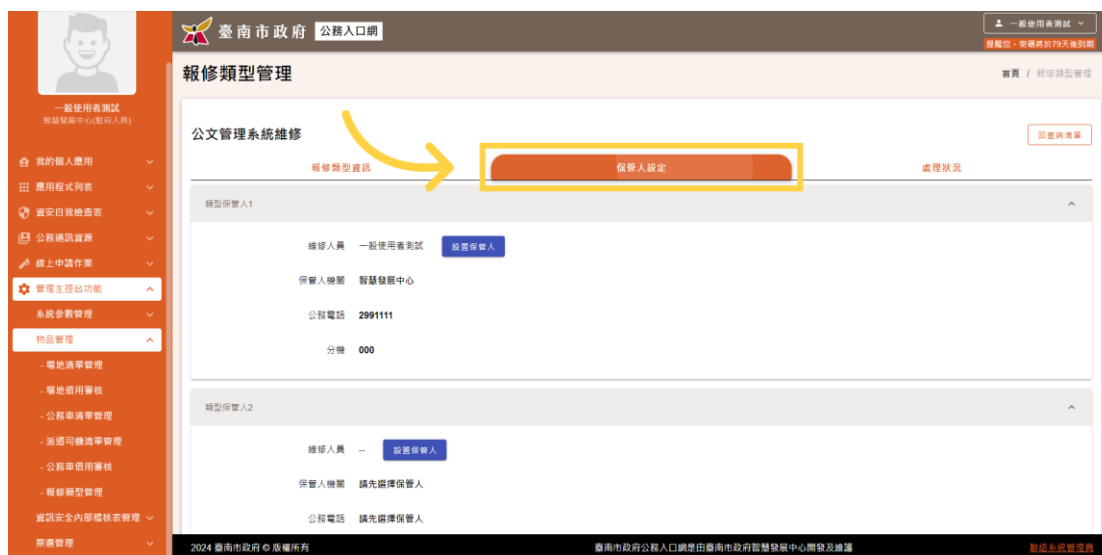 臺南市政府 公務入口網
一般使用者測試
提醒您，密碼將於79天後到期
報修類型管理
首頁 / 報修類型管理
一般使用者測試
智慧發展中心(駐府人員)
我的個人應用
應用程式列表
資安自我檢查表
公務通訊資源
線上申請作業
管理主控台功能
系統參數管理
物品管理
- 場地清單管理
- 場地借用審核
- 公務車清單管理
- 派遣司機清單管理
- 公務車借用審核
- 報修類型管理
資訊安全內部稽核表管理
票選管理
公文管理系統維修
回查詢清單
報修類型資訊
保管人設定
處理狀況
類型保管人1
維修人員 一般使用者測試 設置保管人
保管人機關 智慧發展中心
公務電話 2991111
分機 000
類型保管人2
維修人員 -- 設置保管人
保管人機關 請先選擇保管人
公務電話 請先選擇保管人
2024 臺南市政府 © 版權所有
臺南市政府公務入口網是由臺南市政府智慧發展中心開發及維護
聯絡系統管理員